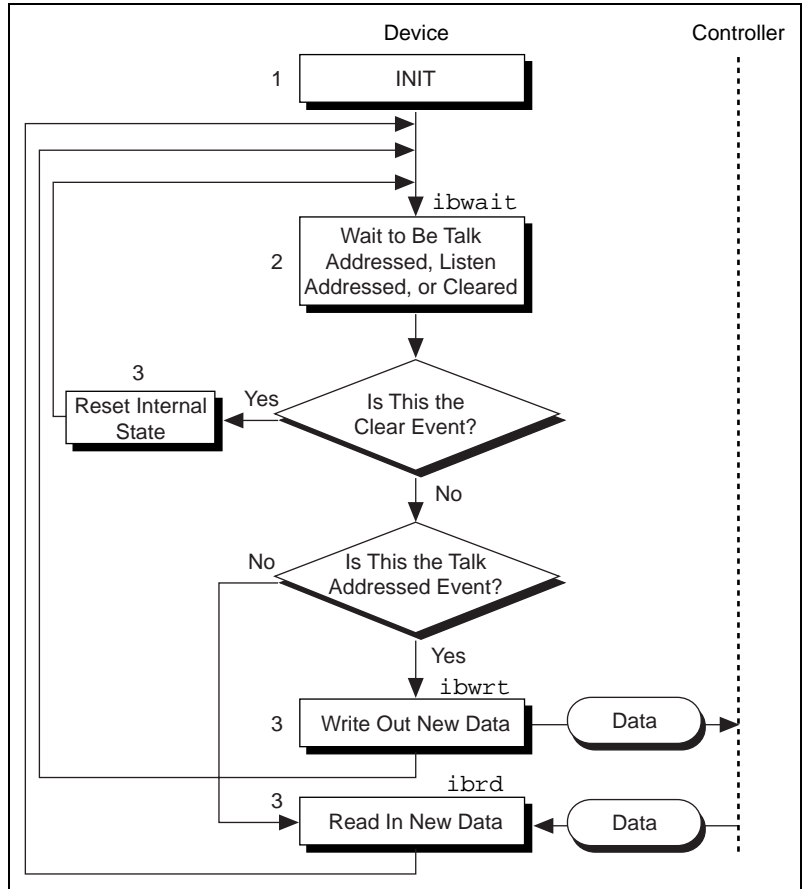 Device
Controller
1
INIT
ibwait
2
Wait to Be Talk
Addressed, Listen
Addressed, or Cleared
3
Reset Internal
State
Yes
Is This the
Clear Event?
No
No
Is This the Talk
Addressed Event?
Yes
ibwrt
3
Write Out New Data
Data
ibrd
3
Read In New Data
Data